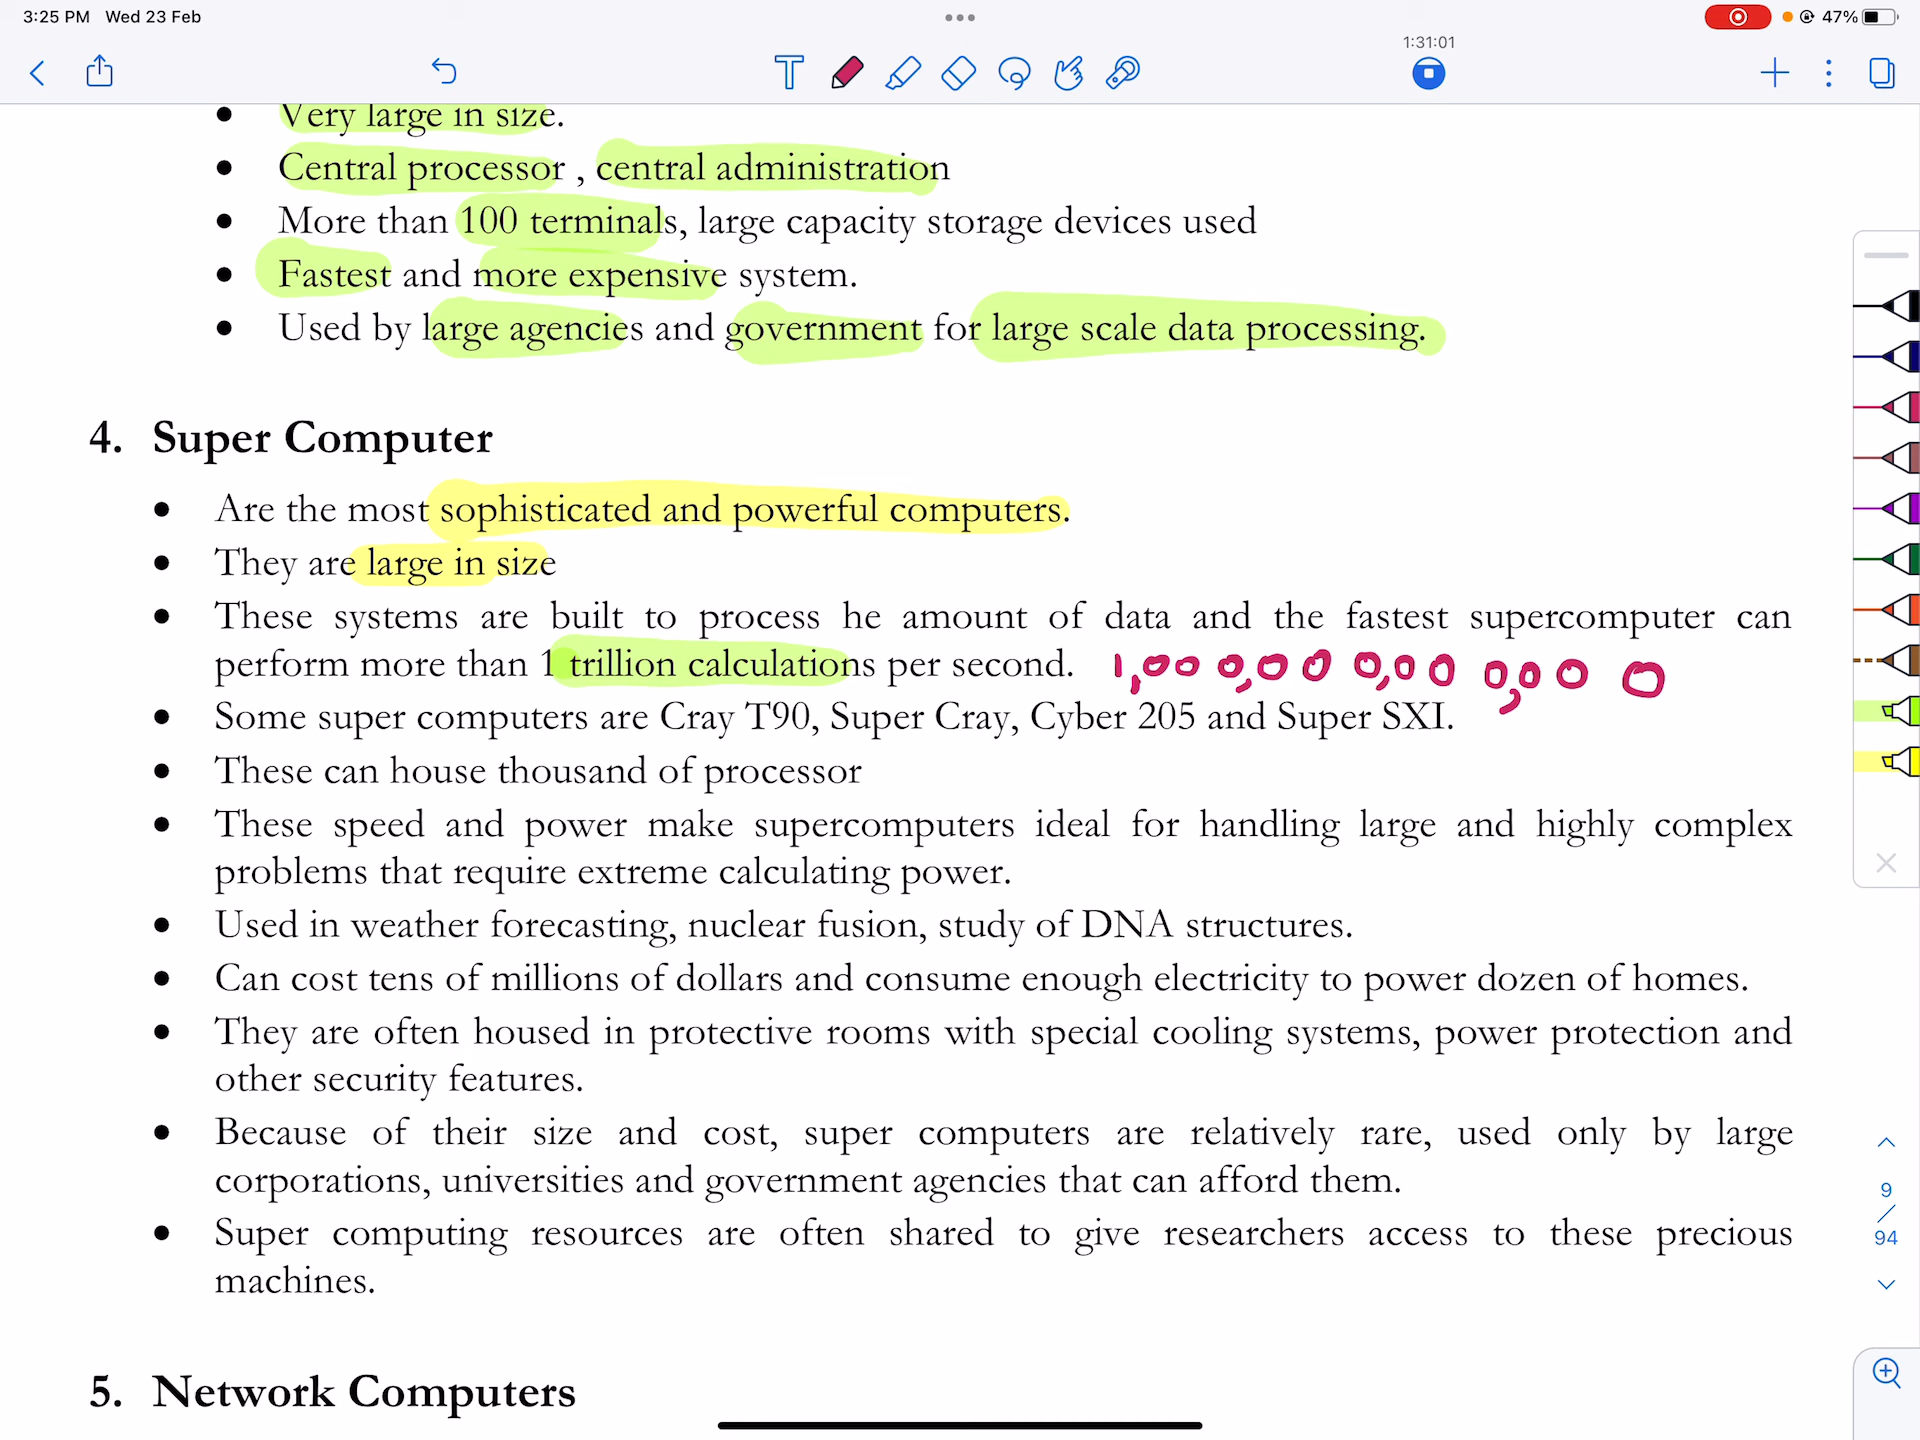 3:25 PM Wed 23 Feb
47%
1:31:01
• Very large in size.
• Central processor , central administration
• More than 100 terminals, large capacity storage devices used
• Fastest and more expensive system.
• Used by large agencies and government for large scale data processing.
4. Super Computer
• Are the most sophisticated and powerful computers.
• They are large in size
• These systems are built to process he amount of data and the fastest supercomputer can
perform more than 1 trillion calculations per second. 1,00 0,00 0 0,00 0,00 0
• Some super computers are Cray T90, Super Cray, Cyber 205 and Super SXI.
• These can house thousand of processor
• These speed and power make supercomputers ideal for handling large and highly complex
problems that require extreme calculating power.
• Used in weather forecasting, nuclear fusion, study of DNA structures.
• Can cost tens of millions of dollars and consume enough electricity to power dozen of homes.
• They are often housed in protective rooms with special cooling systems, power protection and
other security features.
• Because of their size and cost, super computers are relatively rare, used only by large
corporations, universities and government agencies that can afford them.
• Super computing resources are often shared to give researchers access to these precious
machines.
9
/
94
5. Network Computers